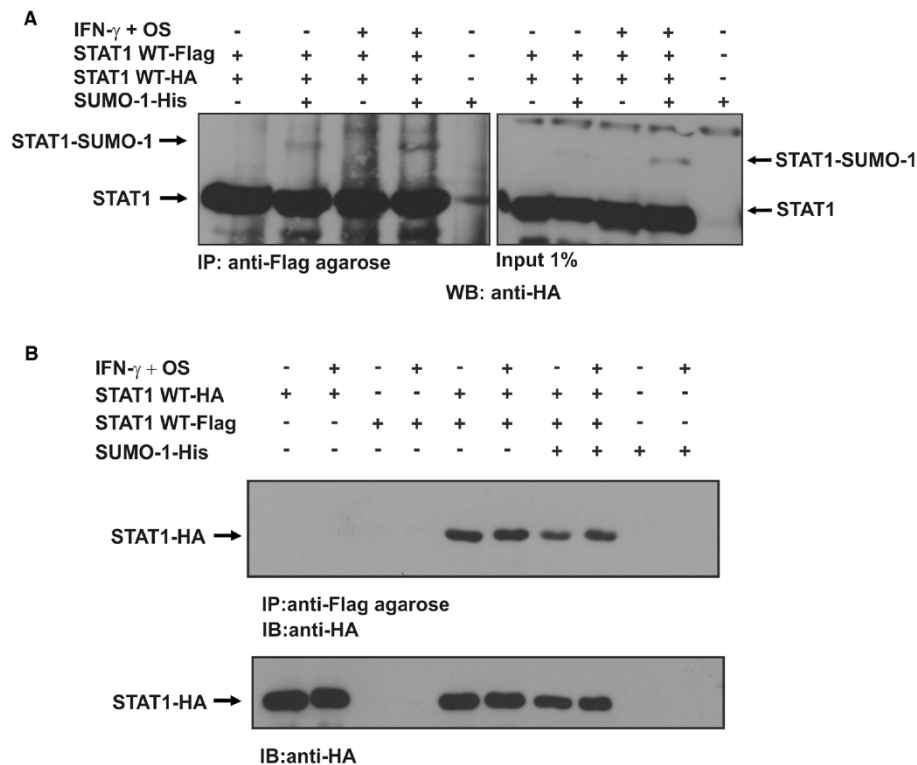 A
IFN-γ + OS - - + + - - - + + -
STAT1 WT-Flag + + + + - + + + + -
STAT1 WT-HA + + + + - + + + + -
SUMO-1-His - + - + + - + - + +
STAT1-SUMO-1
STAT1-SUMO-1
STAT1
STAT1
IP: anti-Flag agarose
Input 1%
WB: anti-HA
B
IFN-γ + OS - + - + - + - + - +
STAT1 WT-HA + + - - + + + + - -
STAT1 WT-Flag - - + + + + + + - -
SUMO-1-His - - - - - - + + + +
STAT1-HA
IP:anti-Flag agarose
IB:anti-HA
STAT1-HA
IB:anti-HA